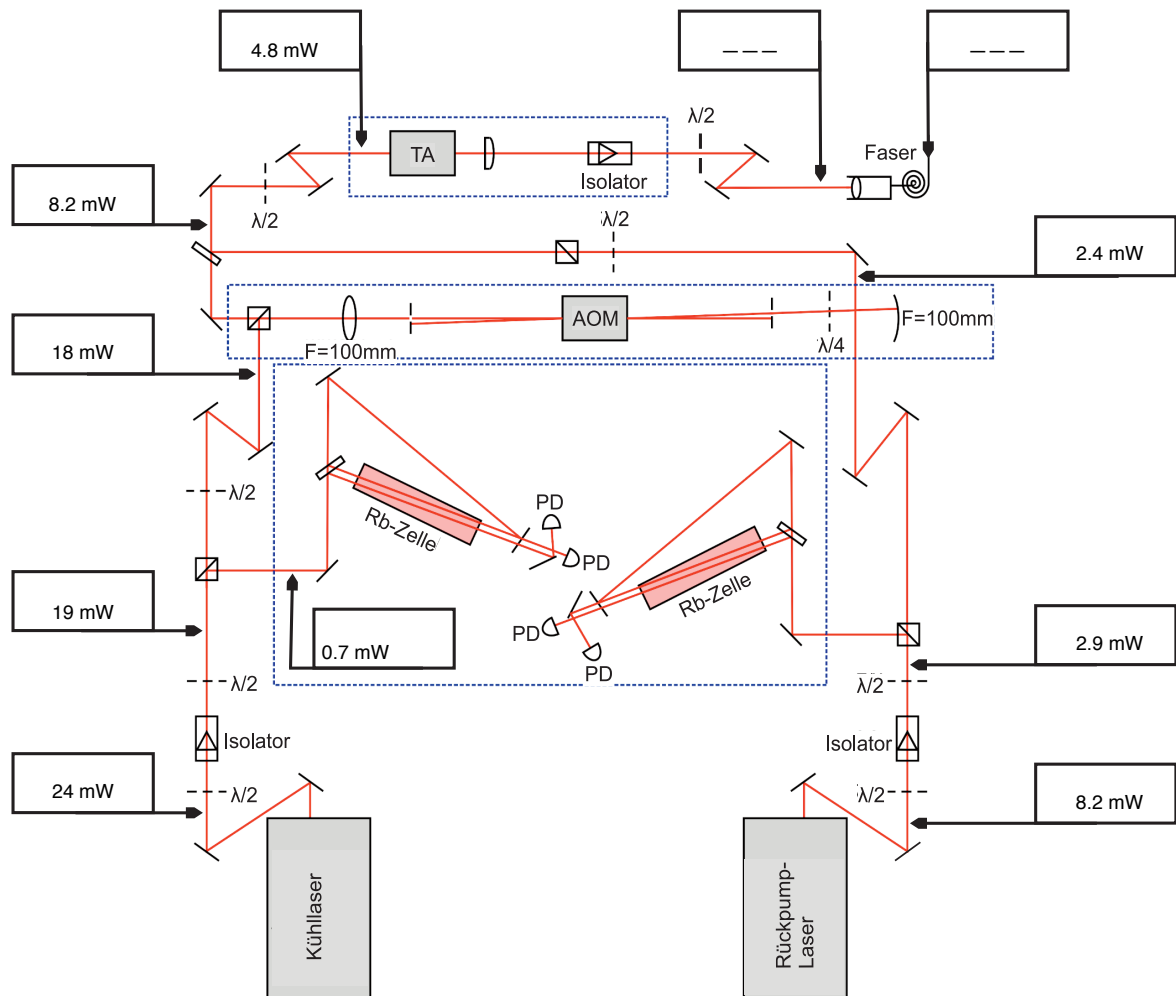 4.8 mW
_ _ _
_ _ _
λ/2
TA
Isolator
Faser
λ/2
8.2 mW
λ/2
2.4 mW
AOM
F=100mm
λ/4
F=100mm
18 mW
λ/2
Rb-Zelle
PD
PD
Rb-Zelle
PD
PD
19 mW
0.7 mW
2.9 mW
λ/2
λ/2
Isolator
Isolator
24 mW
λ/2
λ/2
8.2 mW
Kühllaser
Rückpump-
Laser